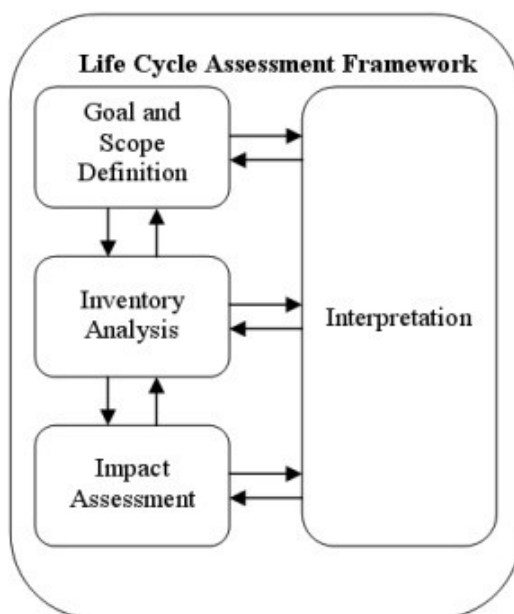 Life Cycle Assessment Framework
Goal and
Scope
Definition
Inventory
Analysis
Interpretation
Impact
Assessment